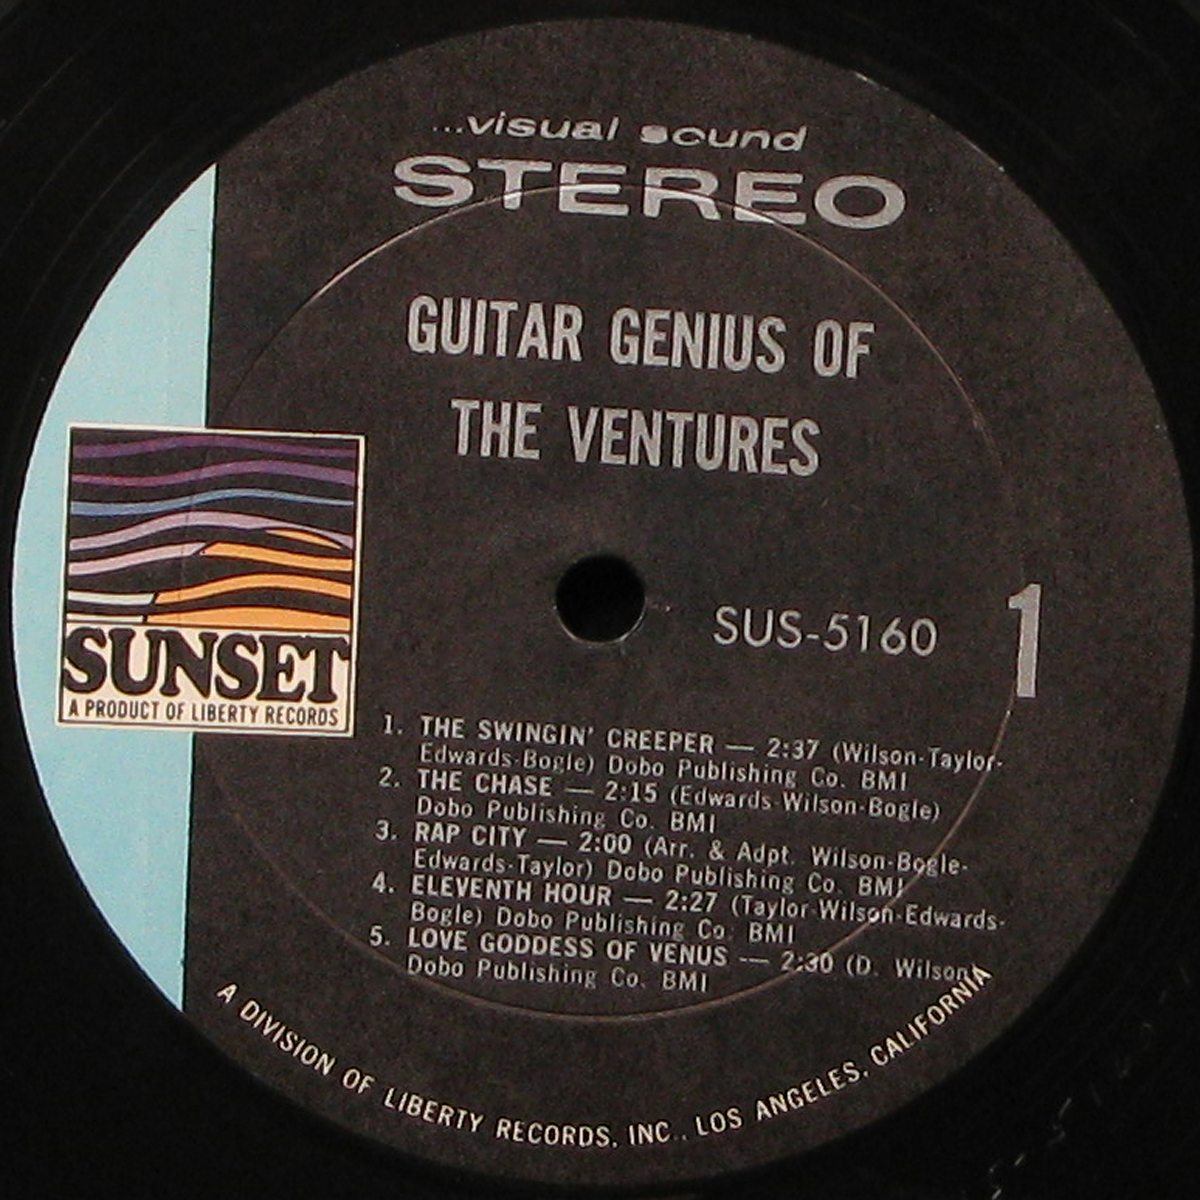 ...visual sound
STEREO
GUITAR GENIUS OF
THE VENTURES
SUS-5160
1
SUNSET
A PRODUCT OF LIBERTY RECORDS
1. THE SWINGIN' CREEPER — 2:37 (Wilson-Taylor-
Edwards-Bogle) Dobo Publishing Co. BMI
2. THE CHASE — 2:15 (Edwards-Wilson-Bogle)
Dobo Publishing Co. BMI
3. RAP CITY — 2:00 (Arr. & Adpt. Wilson-Bogle-
Edwards-Taylor) Dobo Publishing Co. BMI
4. ELEVENTH HOUR — 2:27 (Taylor-Wilson-Edwards-
Bogle) Dobo Publishing Co. BMI
5. LOVE GODDESS OF VENUS — 2:30 (D. Wilson)
Dobo Publishing Co. BMI
A DIVISION OF LIBERTY RECORDS, INC., LOS ANGELES, CALIFORNIA